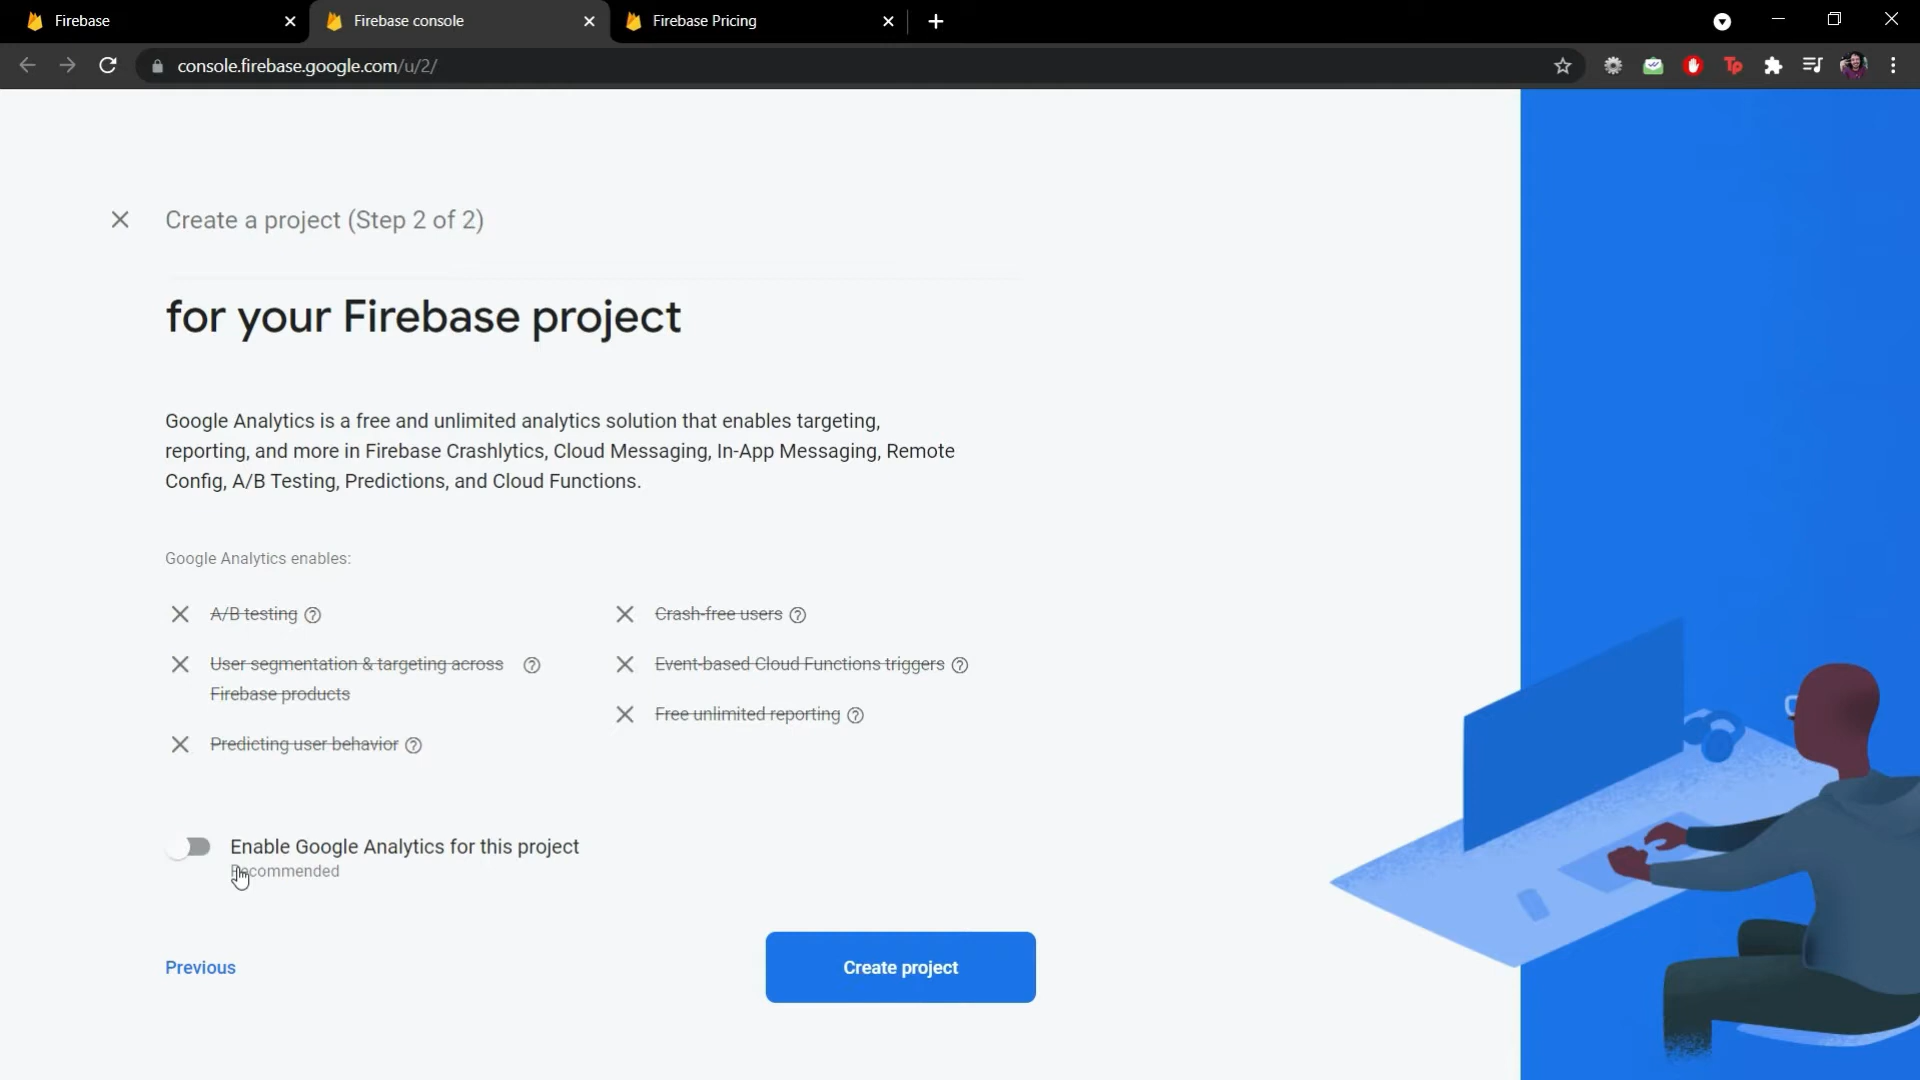 Firebase
Firebase console
Firebase Pricing
console.firebase.google.com/u/2/
Create a project (Step 2 of 2)
for your Firebase project
Google Analytics is a free and unlimited analytics solution that enables targeting,
reporting, and more in Firebase Crashlytics, Cloud Messaging, In-App Messaging, Remote
Config, A/B Testing, Predictions, and Cloud Functions.
Google Analytics enables:
A/B testing
User segmentation & targeting across
Firebase products
Predicting user behavior
Crash-free users
Event-based Cloud Functions triggers
Free unlimited reporting
Enable Google Analytics for this project
Recommended
Previous
Create project